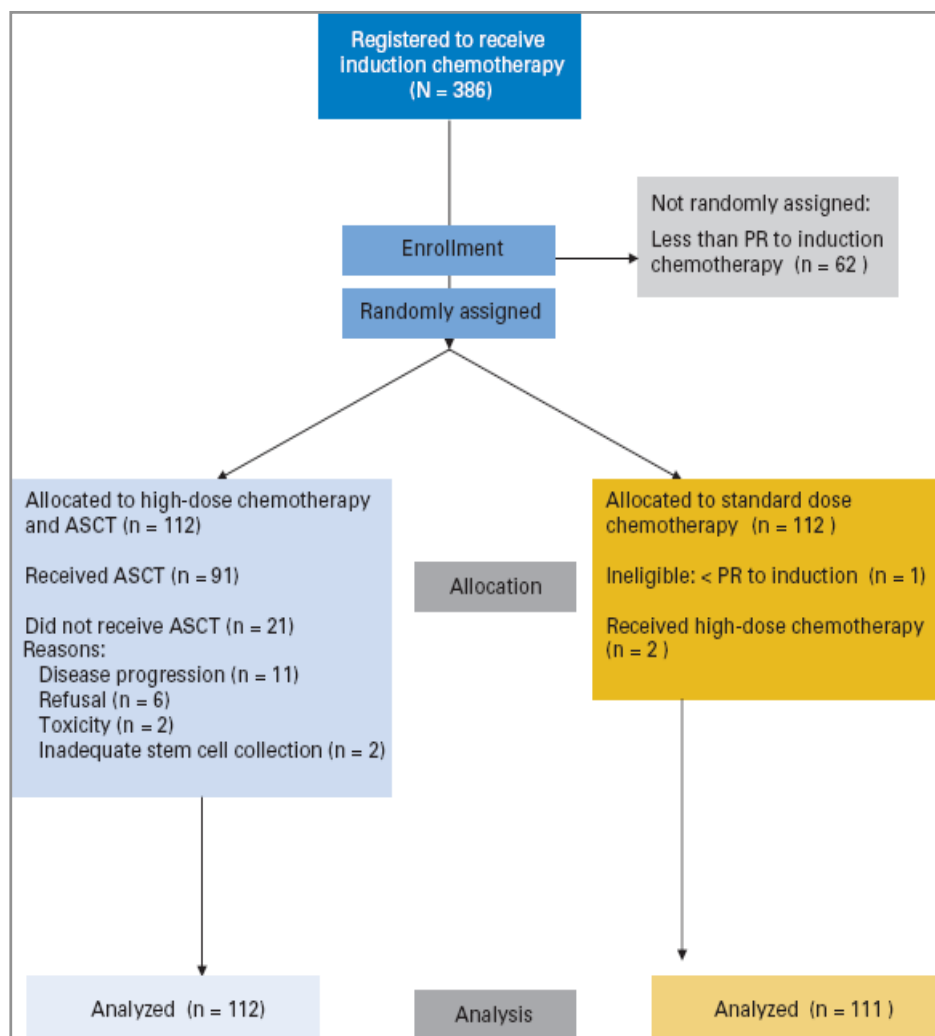 Registered to receive
induction chemotherapy
(N = 386)
Not randomly assigned:
Less than PR to induction
chemotherapy (n = 62 )
Enrollment
Randomly assigned
Allocated to high-dose chemotherapy
and ASCT (n = 112)
Received ASCT (n = 91)
Did not receive ASCT (n = 21)
Reasons:
Disease progression (n = 11)
Refusal (n = 6)
Toxicity (n = 2)
Inadequate stem cell collection (n = 2)
Allocation
Allocated to standard dose
chemotherapy (n = 112 )
Ineligible: < PR to induction (n = 1)
Received high-dose chemotherapy
(n = 2 )
Analyzed (n = 112)
Analysis
Analyzed (n = 111 )